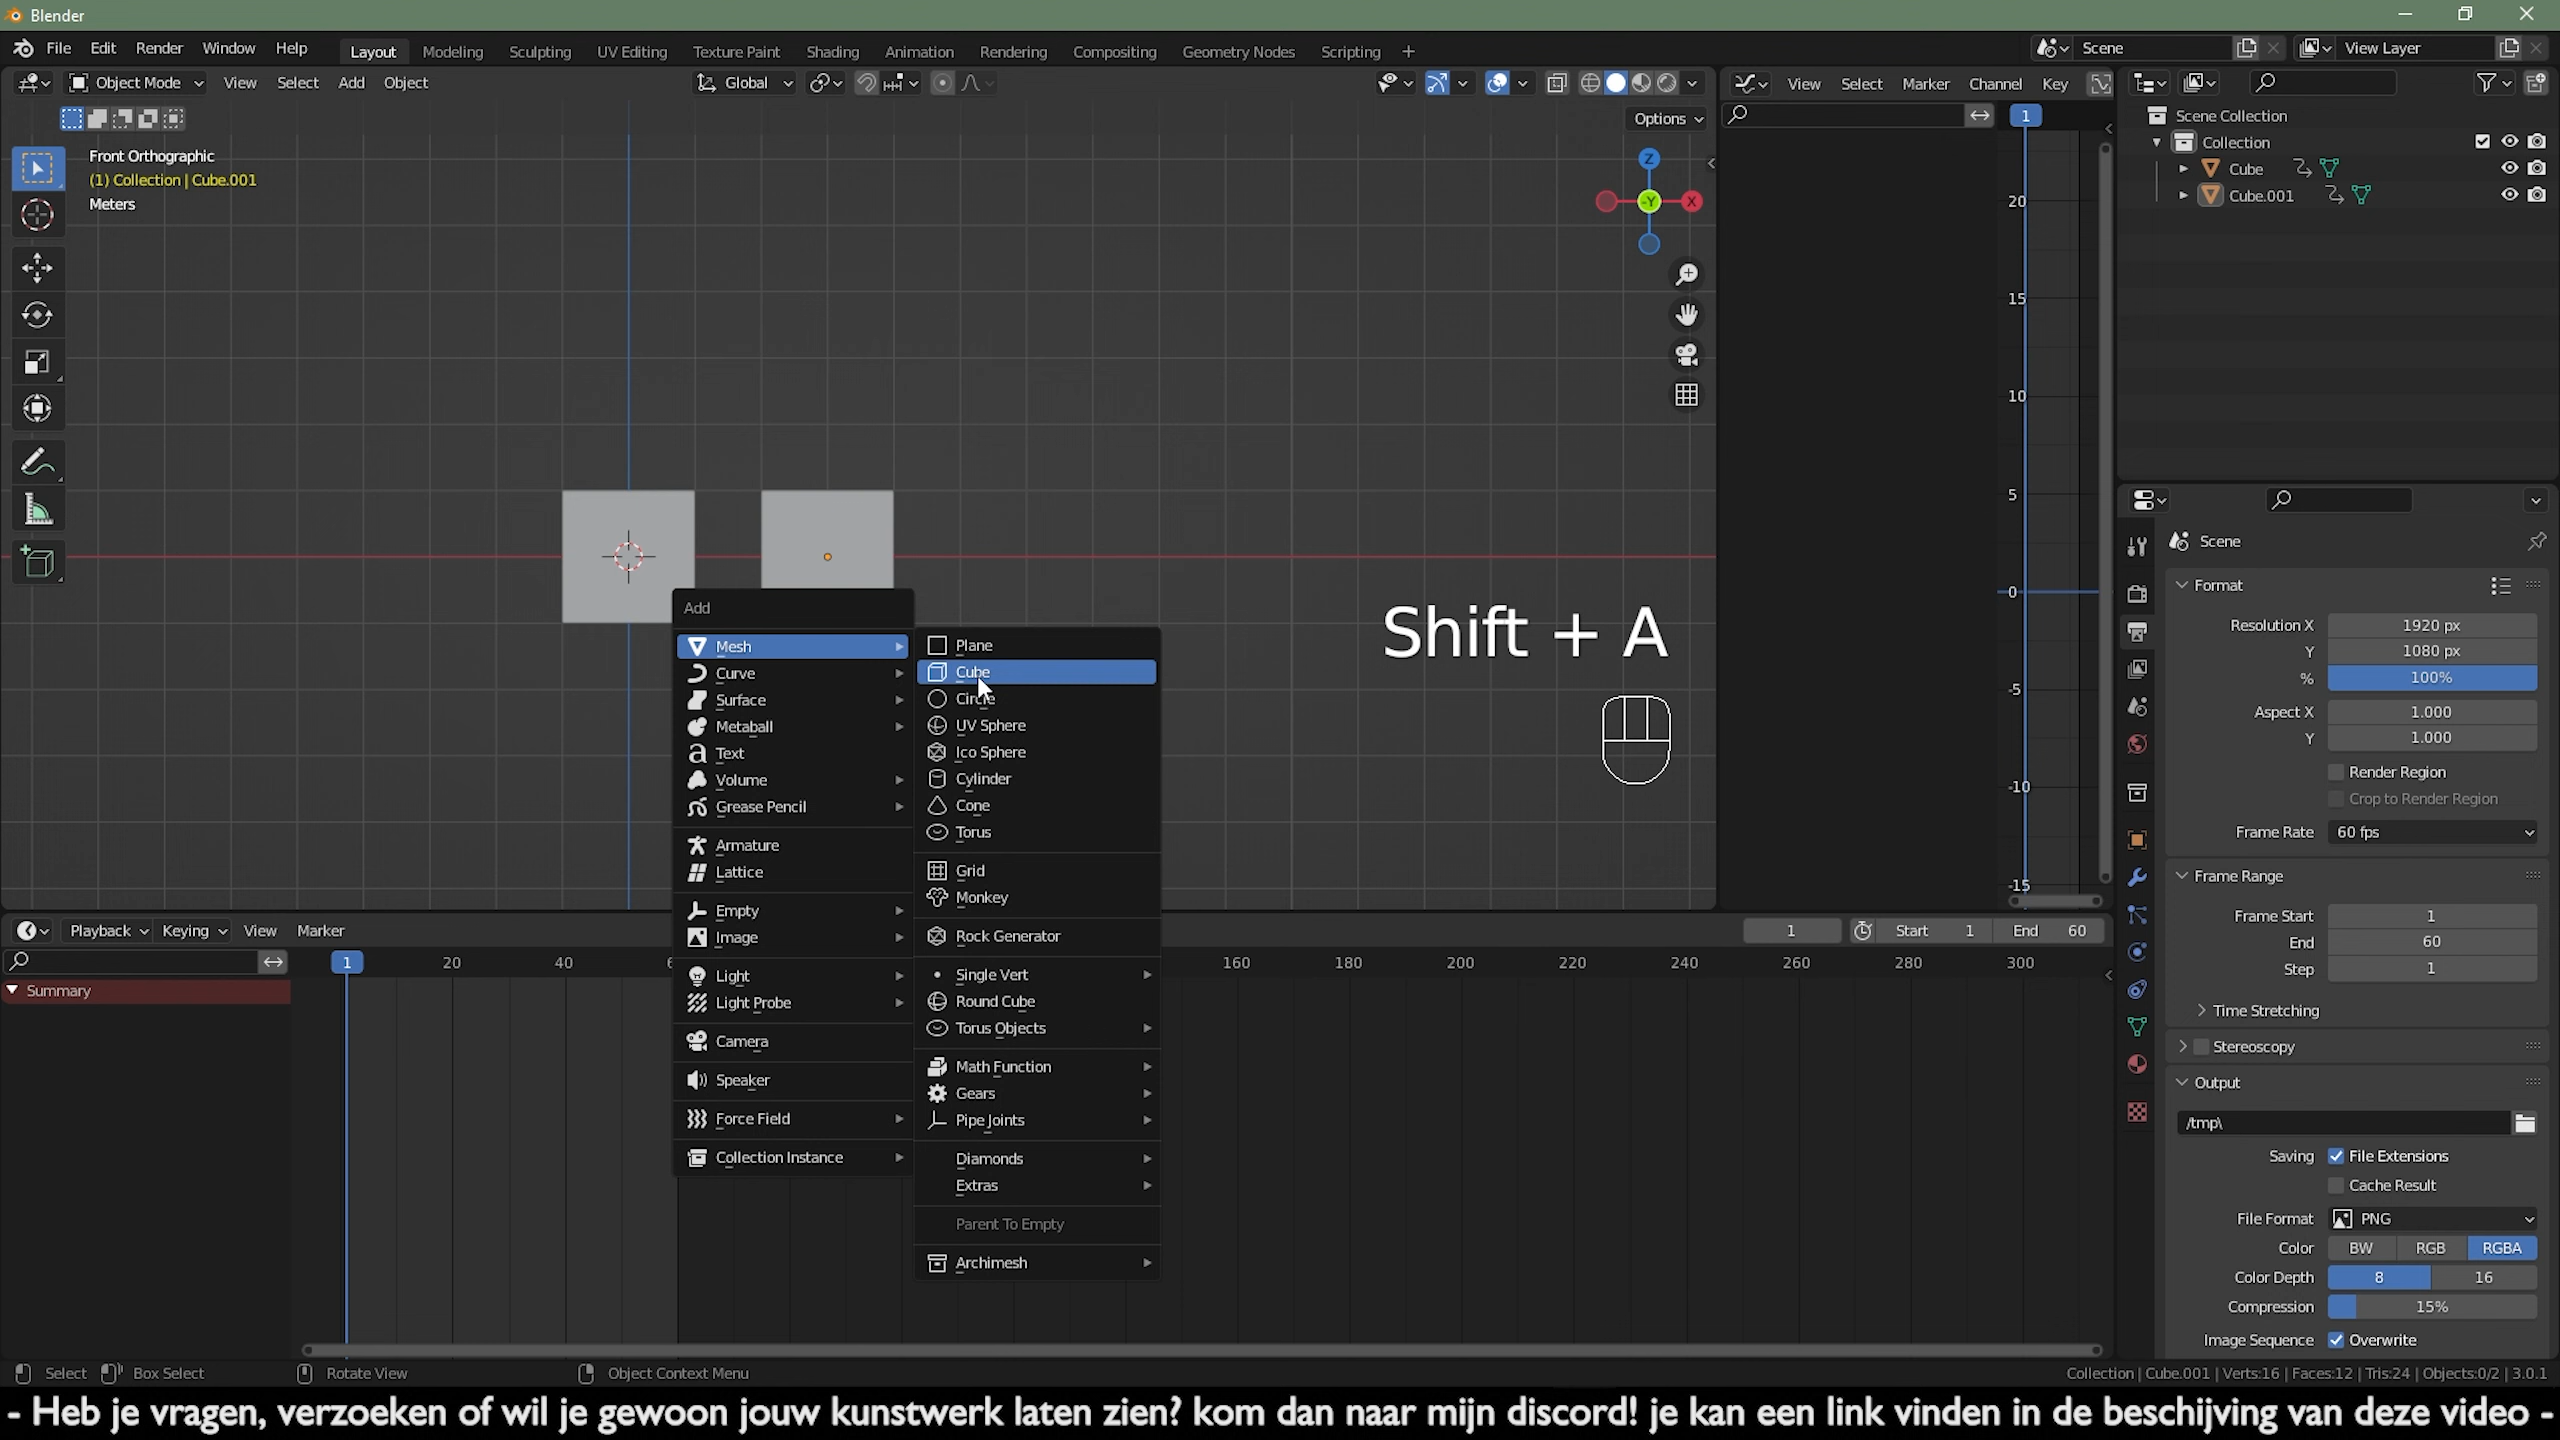 Blender
File Edit Render Window Help Layout Modeling Sculpting UV Editing Texture Paint Shading Animation Rendering Compositing Geometry Nodes Scripting + Scene View Layer
Object Mode View Select Add Object Global View Select Marker Channel Key
Options 1
Front Orthographic
(1) Collection | Cube.001
Meters
Z
-Y X
20
15
10
5
0
-5
-10
-15
Scene Collection
Collection
Cube
Cube.001
Add
Mesh
Curve
Surface
Metaball
Text
Volume
Grease Pencil
Armature
Lattice
Empty
Image
Light
Light Probe
Camera
Speaker
Force Field
Collection Instance
Plane
Cube
Circle
UV Sphere
Ico Sphere
Cylinder
Cone
Torus
Grid
Monkey
Rock Generator
Single Vert
Round Cube
Torus Objects
Math Function
Gears
Pipe Joints
Diamonds
Extras
Parent To Empty
Archimesh
Shift + A
Scene
Format
Resolution X 1920 px
Y 1080 px
% 100%
Aspect X 1.000
Y 1.000
Render Region
Crop to Render Region
Frame Rate 60 fps
Frame Range
Frame Start 1
End 60
Step 1
Time Stretching
Stereoscopy
Output
/tmp\
Saving File Extensions
Cache Result
File Format PNG
Color BW RGB RGBA
Color Depth 8 16
Compression 15%
Image Sequence Overwrite
Playback Keying View Marker 1 Start 1 End 60
1 20 40 160 180 200 220 240 260 280 300
Summary
Select Box Select Rotate View Object Context Menu Collection | Cube.001 | Verts:16 | Faces:12 | Tris:24 | Objects:0/2 | 3.0.1
- Heb je vragen, verzoeken of wil je gewoon jouw kunstwerk laten zien? kom dan naar mijn discord! je kan een link vinden in de beschijving van deze video -